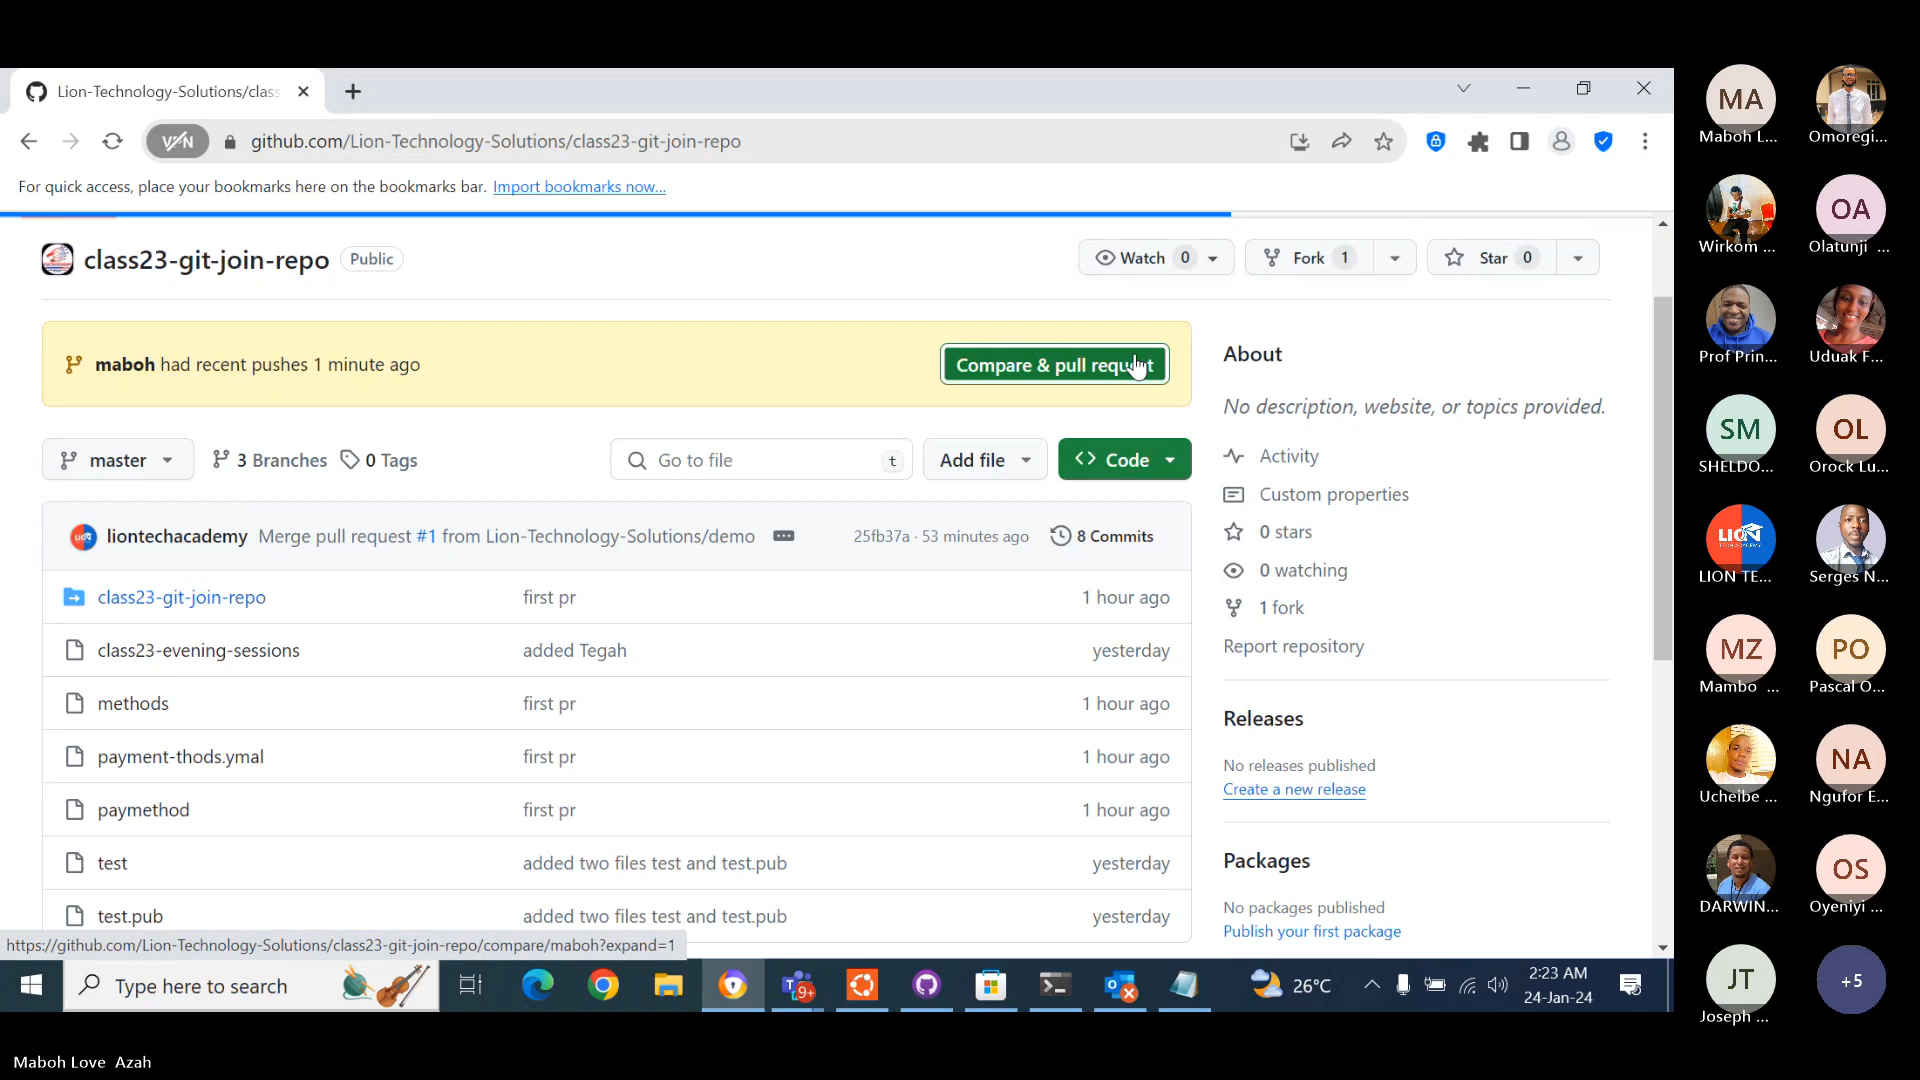 Lion-Technology-Solutions/clas
VPN
github.com/Lion-Technology-Solutions/class23-git-join-repo
For quick access, place your bookmarks here on the bookmarks bar. Import bookmarks now...
class23-git-join-repo Public
Watch 0 Fork 1 Star 0
maboh had recent pushes 1 minute ago Compare & pull request
master 3 Branches 0 Tags Go to file t Add file <> Code
liontechacademy Merge pull request #1 from Lion-Technology-Solutions/demo 25fb37a · 53 minutes ago 8 Commits
class23-git-join-repo first pr 1 hour ago
class23-evening-sessions added Tegah yesterday
methods first pr 1 hour ago
payment-thods.ymal first pr 1 hour ago
paymethod first pr 1 hour ago
test added two files test and test.pub yesterday
test.pub added two files test and test.pub yesterday
About
No description, website, or topics provided.
Activity
Custom properties
0 stars
0 watching
1 fork
Report repository
Releases
No releases published
Create a new release
Packages
No packages published
Publish your first package
https://github.com/Lion-Technology-Solutions/class23-git-join-repo/compare/maboh?expand=1
Type here to search
9+
26°C
2:23 AM
24-Jan-24
MA
Maboh L...
Omoregi...
Wirkom ...
OA
Olatunji ...
Prof Prin...
Uduak F...
SM
SHELDO...
OL
Orock Lu...
LION
TECH ACADEMY
LION TE...
Serges N...
MZ
Mambo ...
PO
Pascal O...
Ucheibe ...
NA
Ngufor E...
DARWIN...
OS
Oyeniyi ...
JT
Joseph ...
+5
Maboh Love Azah